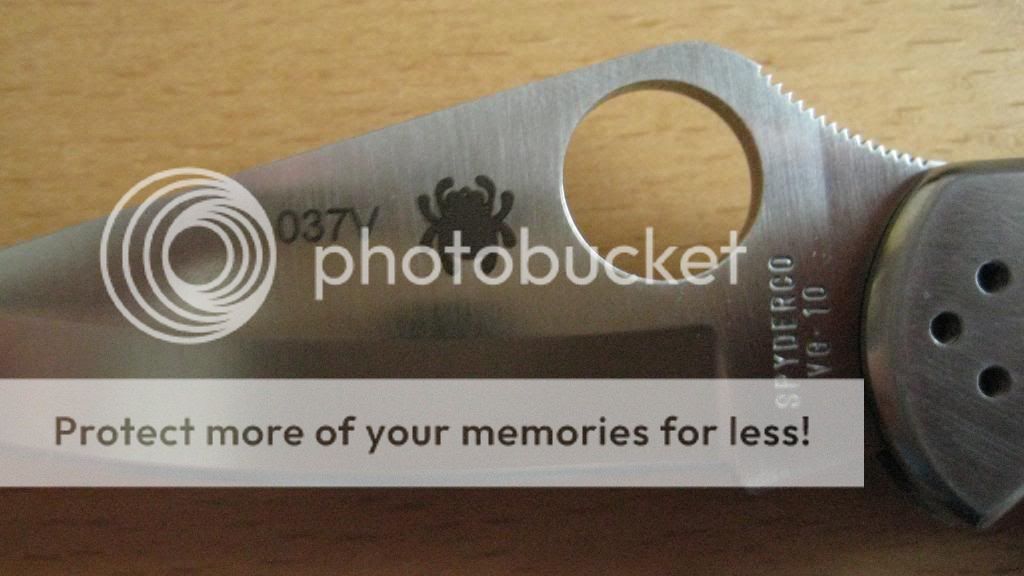 037V
photobucket
SPYDERCO
VG-10
Protect more of your memories for less!